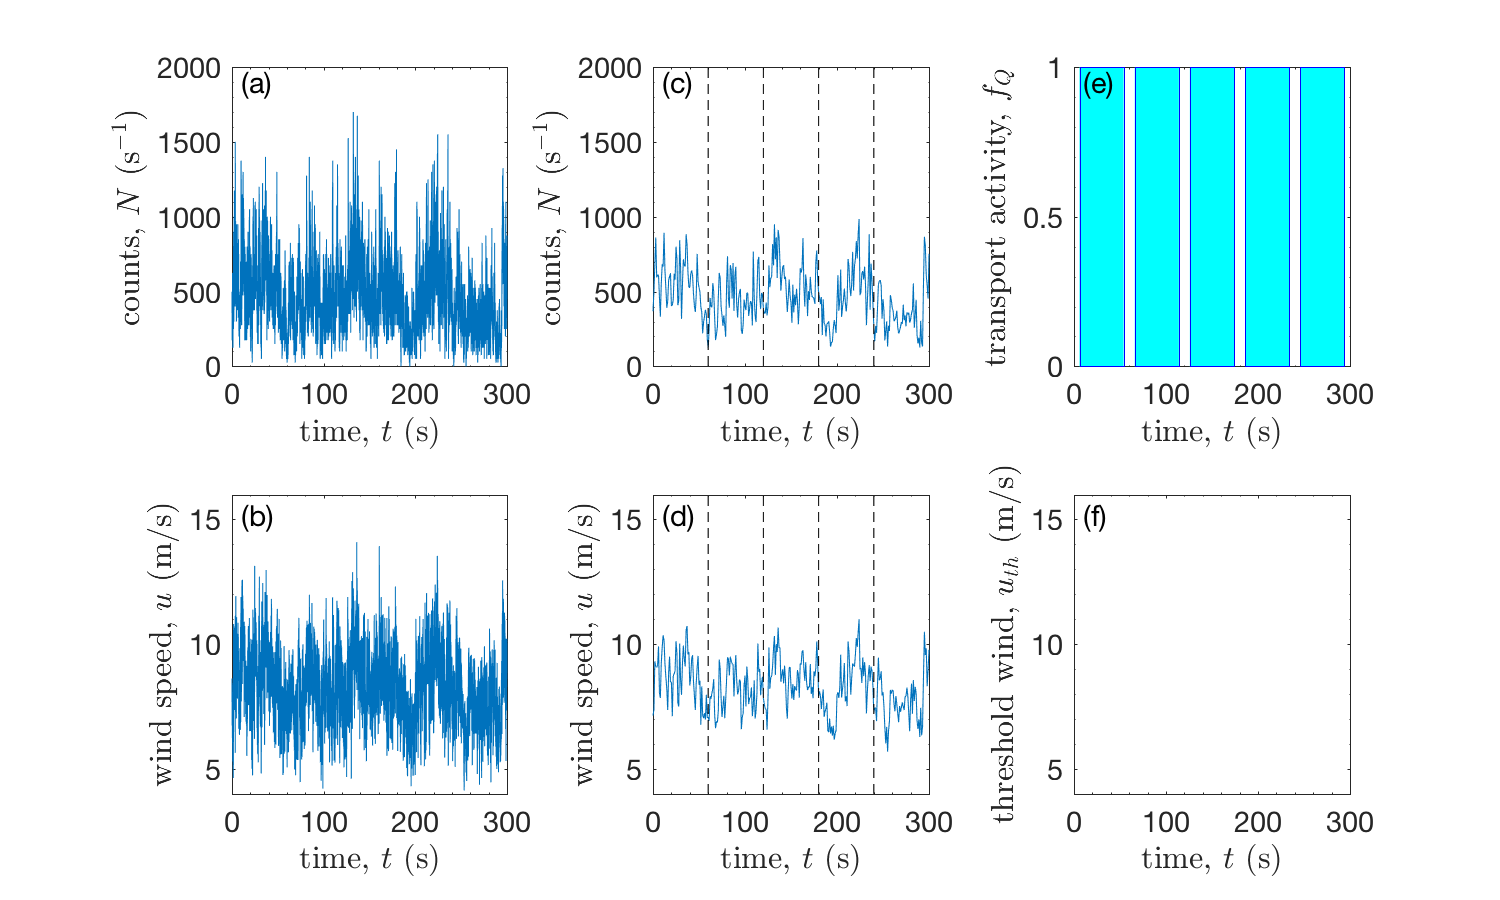 2000
1500
1000
500
0
counts, N (s⁻¹)
(a)
0 100 200 300
time, t (s)
2000
1500
1000
500
0
counts, N (s⁻¹)
(c)
0 100 200 300
time, t (s)
1
0.5
0
transport activity, f_Q
(e)
0 100 200 300
time, t (s)
15
10
5
wind speed, u (m/s)
(b)
0 100 200 300
time, t (s)
15
10
5
wind speed, u (m/s)
(d)
0 100 200 300
time, t (s)
15
10
5
threshold wind, u_th (m/s)
(f)
0 100 200 300
time, t (s)